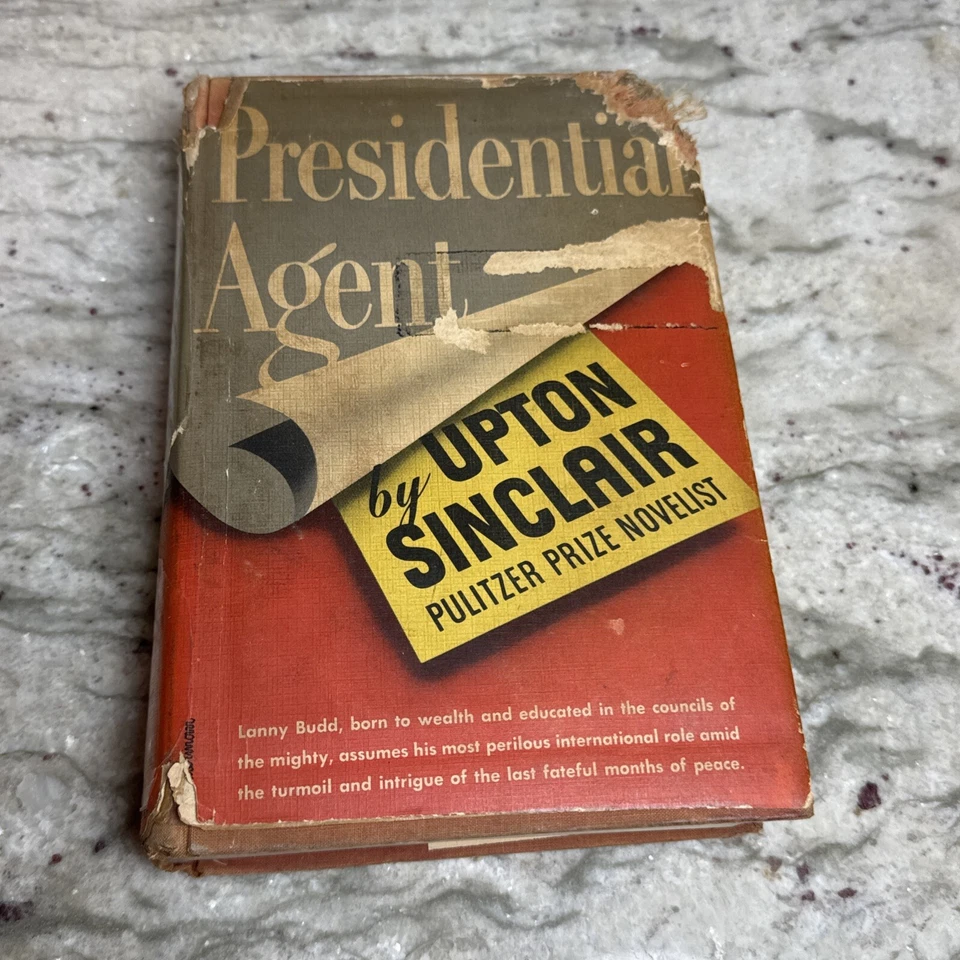 Presidential
Agent
by UPTON
SINCLAIR
PULITZER PRIZE NOVELIST
Lanny Budd, born to wealth and educated in the councils of
the mighty, assumes his most perilous international role amid
the turmoil and intrigue of the last fateful months of peace.